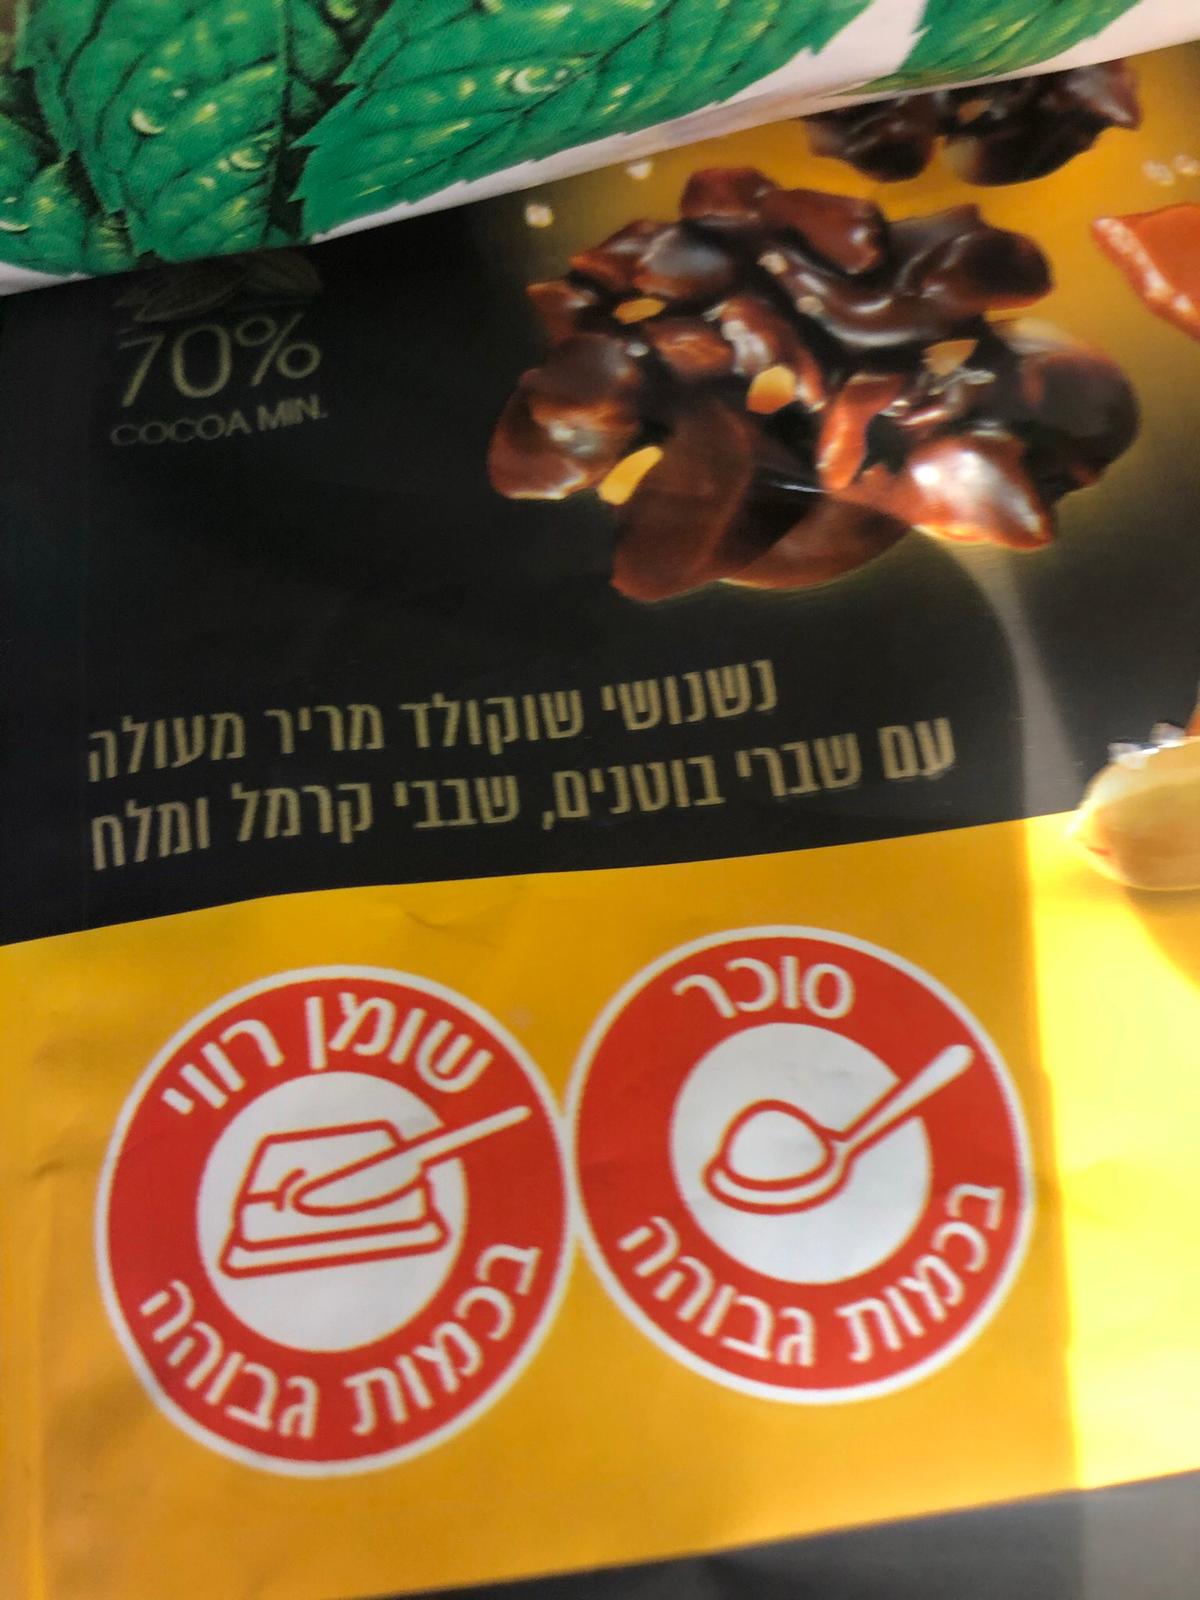 70%
COCOA MIN.
נשנושי שוקולד מריר מעולה
עם שברי בוטנים, שבבי קרמל ומלח
סוכר
בכמות גבוהה
שומן רווי
בכמות גבוהה